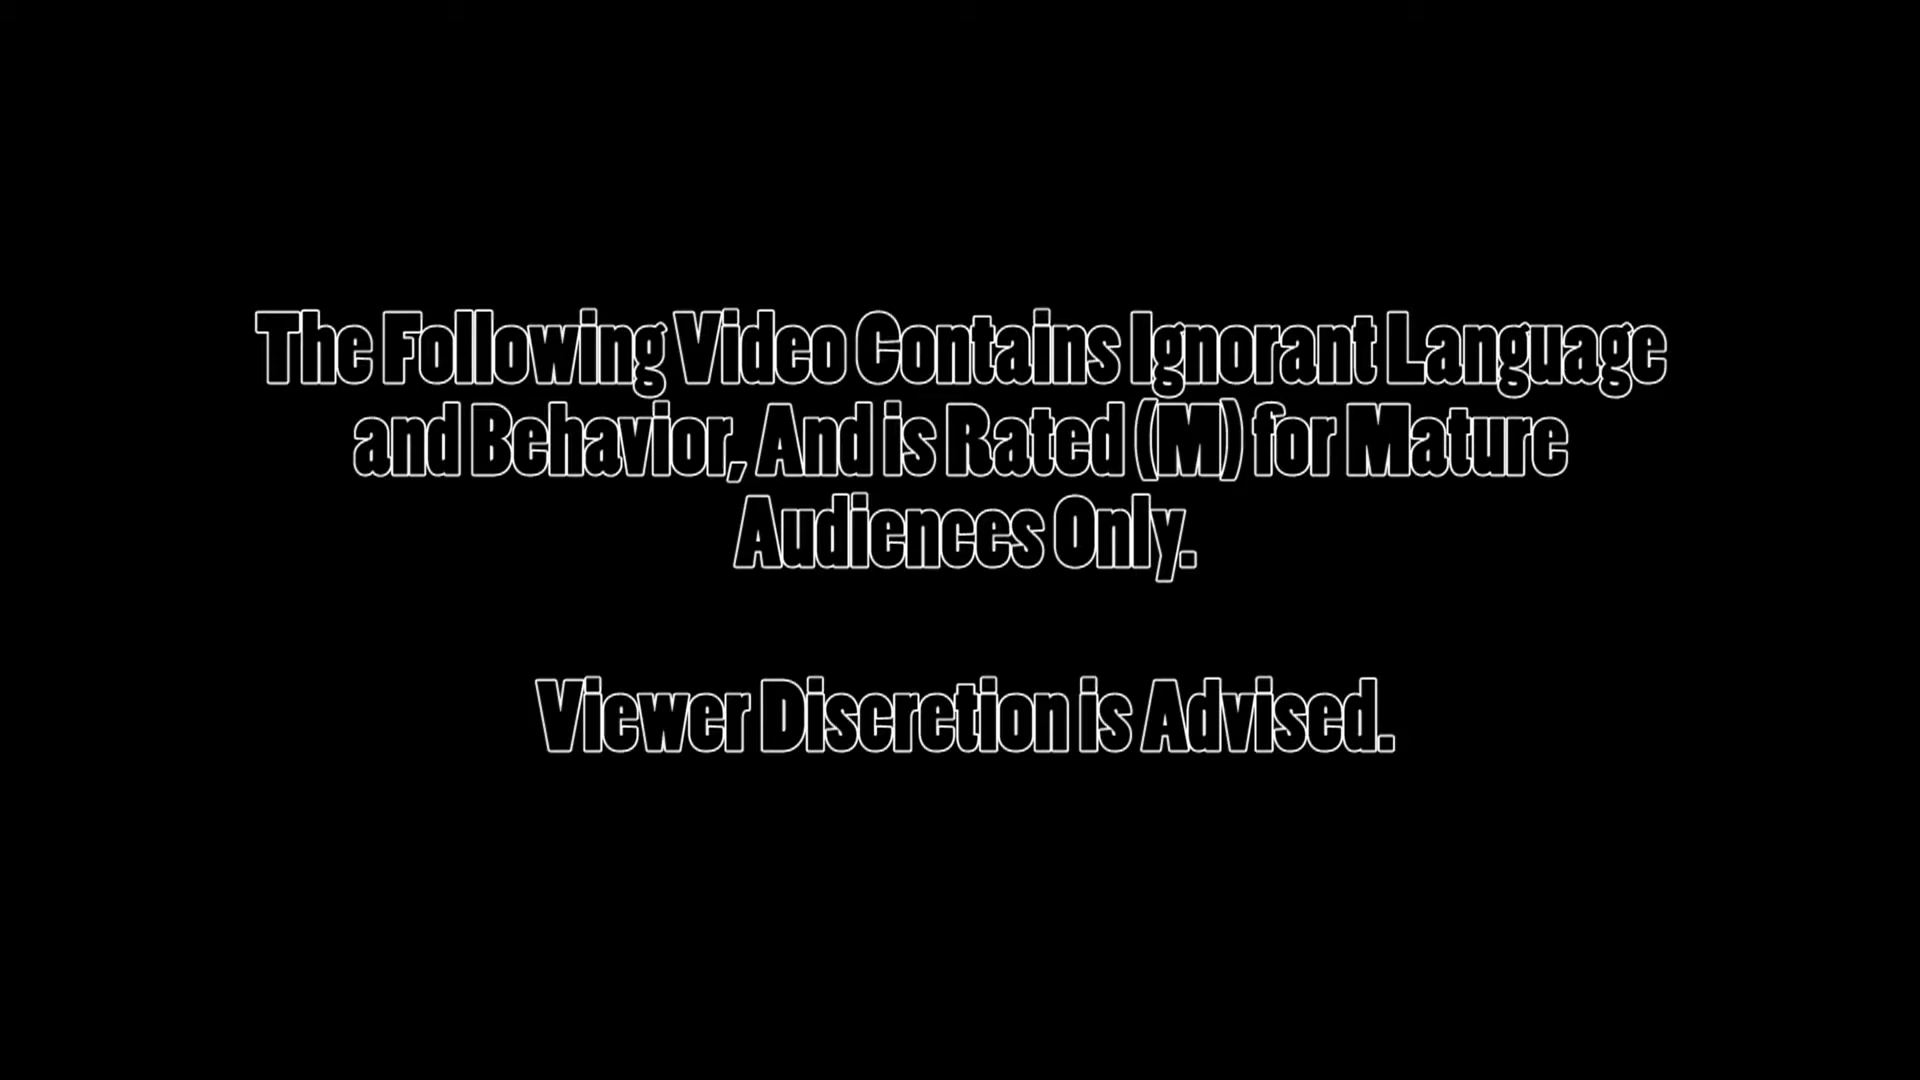 The Following Video Contains Ignorant Language
and Behavior, And is Rated (M) for Mature
Audiences Only.
Viewer Discretion is Advised.